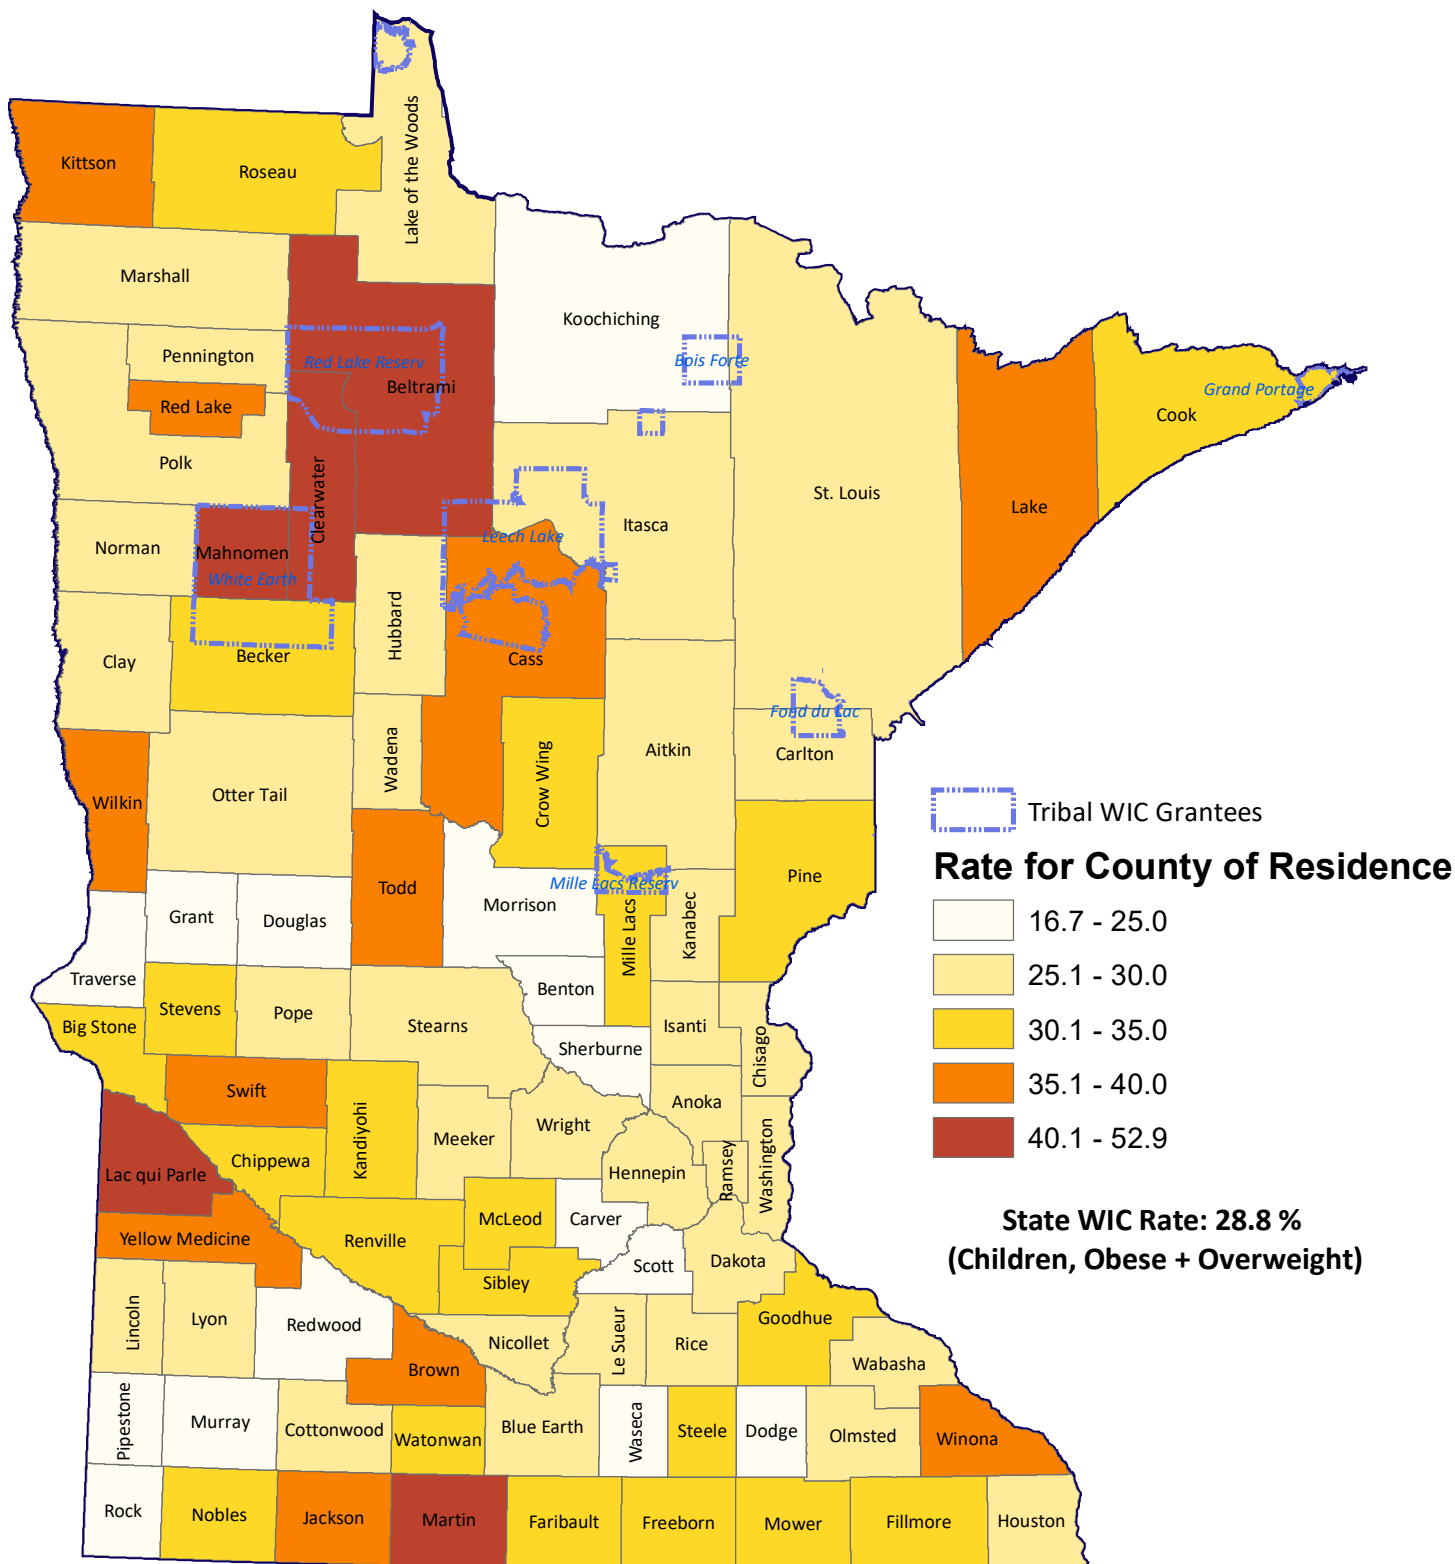 Lake of the Woods
Kittson
Roseau
Marshall
Koochiching
Pennington
Red Lake Reserv
Bois Forte
Beltrami
Grand Portage
Red Lake
Cook
Polk
Clearwater
St. Louis
Lake
Itasca
Leech Lake
Norman
Mahnomen
White Earth
Hubbard
Becker
Clay
Cass
Fond du Lac
Wadena
Aitkin
Carlton
Crow Wing
Otter Tail
Wilkin
Tribal WIC Grantees
Rate for County of Residence
Todd
Mille Lacs Reserv
Pine
Morrison
Grant
Douglas
16.7 - 25.0
Kanabec
Mille Lacs
Traverse
25.1 - 30.0
Benton
Stevens
Pope
Big Stone
Stearns
Isanti
30.1 - 35.0
Sherburne
Chisago
Swift
35.1 - 40.0
Anoka
Wright
Kandiyohi
Meeker
40.1 - 52.9
Chippewa
Washington
Lac qui Parle
Hennepin
Ramsey
McLeod
Carver
State WIC Rate: 28.8 %
Yellow Medicine
Renville
(Children, Obese + Overweight)
Dakota
Scott
Sibley
Lincoln
Lyon
Redwood
Goodhue
Nicollet
Le Sueur
Rice
Wabasha
Brown
Pipestone
Murray
Cottonwood
Watonwan
Blue Earth
Waseca
Steele
Dodge
Olmsted
Winona
Rock
Nobles
Jackson
Martin
Faribault
Freeborn
Mower
Fillmore
Houston